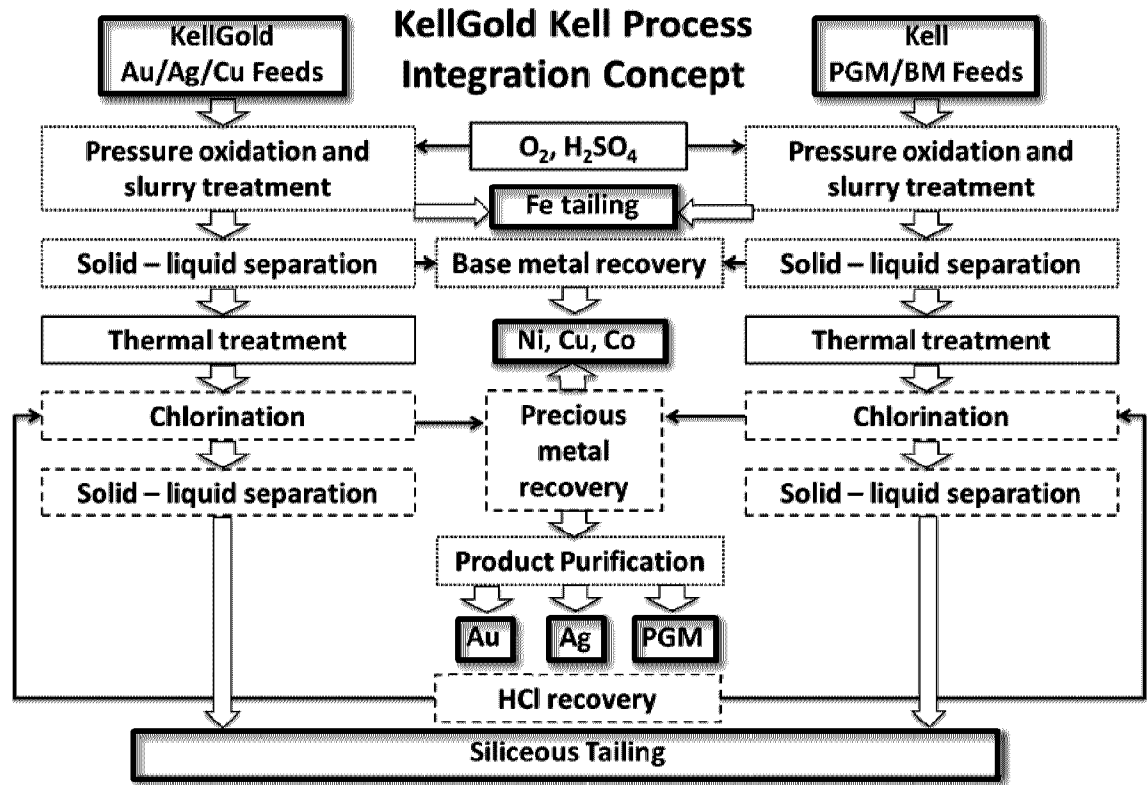 KellGold Kell Process
Integration Concept
KellGold
Au/Ag/Cu Feeds
Kell
PGM/BM Feeds
Pressure oxidation and
slurry treatment
O₂, H₂SO₄
Pressure oxidation and
slurry treatment
Fe tailing
Solid – liquid separation
Base metal recovery
Solid – liquid separation
Thermal treatment
Ni, Cu, Co
Thermal treatment
Chlorination
Precious
metal
recovery
Chlorination
Solid – liquid separation
Solid – liquid separation
Product Purification
Au
Ag
PGM
HCl recovery
Siliceous Tailing